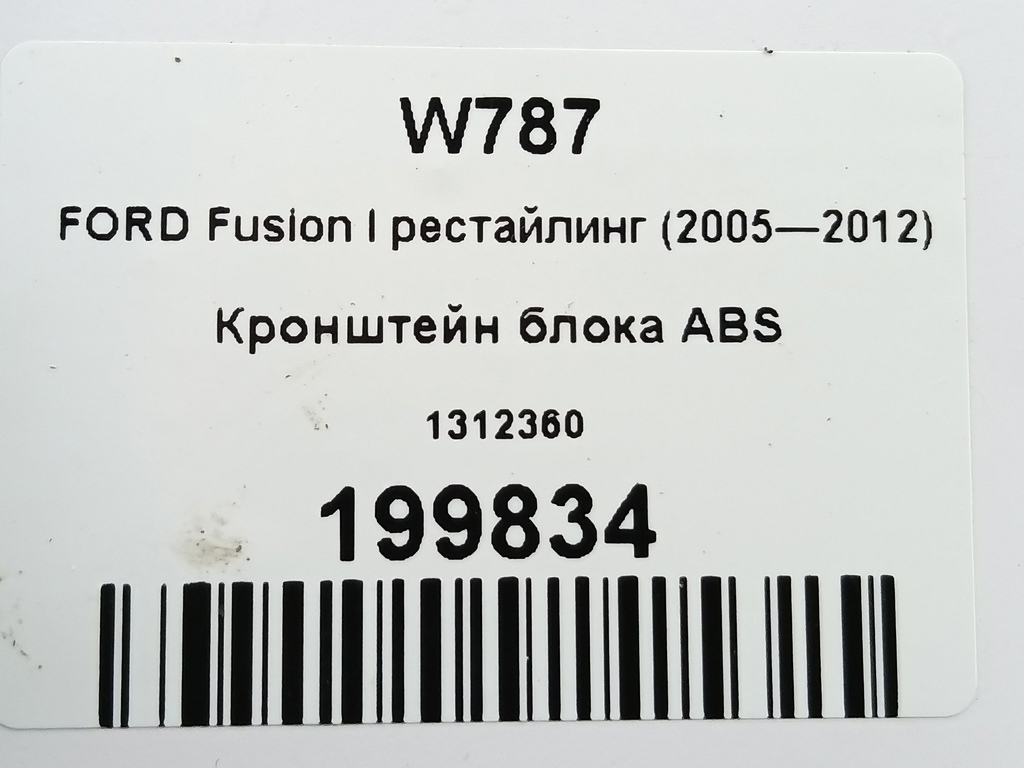 W787
FORD Fusion I рестайлинг (2005—2012)
Кронштейн блока ABS
1312360
199834